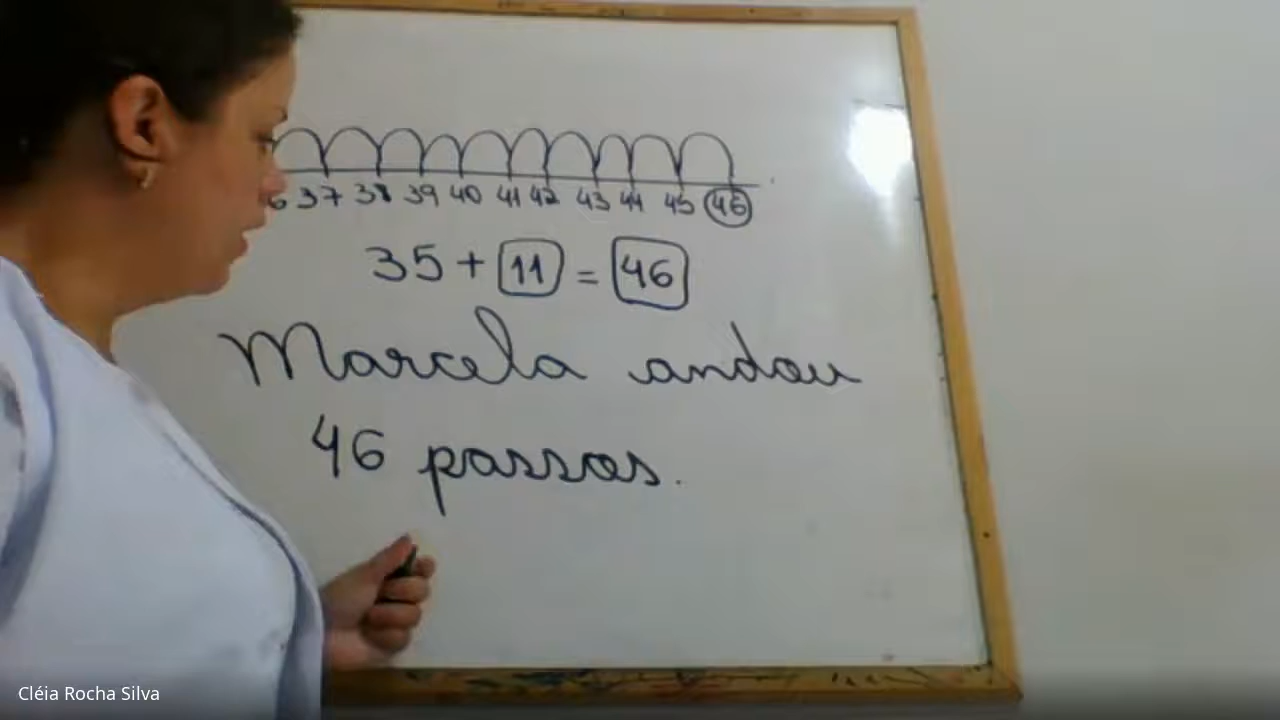 6 37 38 39 40 41 42 43 44 45 46
35 + 11 = 46
Marcela andou
46 passos.
Cléia Rocha Silva